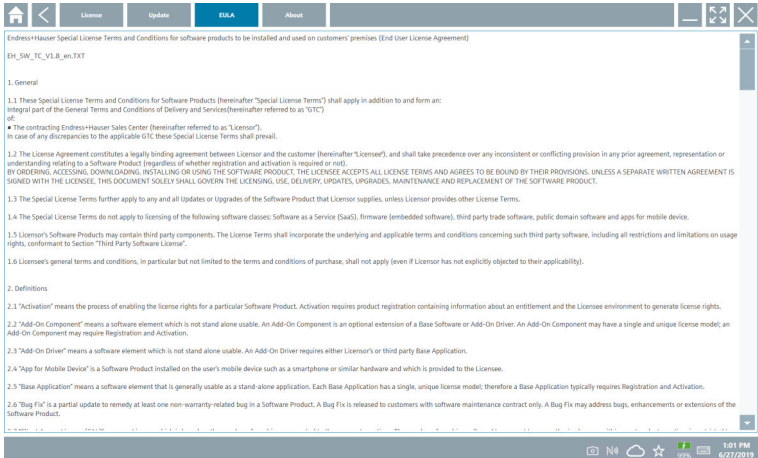 License Update EULA About
Endress+Hauser Special License Terms and Conditions for software products to be installed and used on customers' premises (End User License Agreement)
EH_SW_TC_V1.8_en.TXT
1. General
1.1 These Special License Terms and Conditions for Software Products (hereinafter "Special License Terms") shall apply in addition to and form an:
Integral part of the General Terms and Conditions of Delivery and Services(hereinafter referred to as "GTC")
of:
▪ The contracting Endress+Hauser Sales Center (hereinafter referred to as "Licensor").
In case of any discrepancies to the applicable GTC these Special License Terms shall prevail.
1.2 The License Agreement constitutes a legally binding agreement between Licensor and the customer (hereinafter "Licensee"), and shall take precedence over any inconsistent or conflicting provision in any prior agreement, representation or
understanding relating to a Software Product (regardless of whether registration and activation is required or not).
BY ORDERING, ACCESSING, DOWNLOADING, INSTALLING OR USING THE SOFTWARE PRODUCT, THE LICENSEE ACCEPTS ALL LICENSE TERMS AND AGREES TO BE BOUND BY THEIR PROVISIONS. UNLESS A SEPARATE WRITTEN AGREEMENT IS
SIGNED WITH THE LICENSEE, THIS DOCUMENT SOLELY SHALL GOVERN THE LICENSING, USE, DELIVERY, UPDATES, UPGRADES, MAINTENANCE AND REPLACEMENT OF THE SOFTWARE PRODUCT.
1.3 The Special License Terms further apply to any and all Updates or Upgrades of the Software Product that Licensor supplies, unless Licensor provides other License Terms.
1.4 The Special License Terms do not apply to licensing of the following software classes: Software as a Service (SaaS), firmware (embedded software), third party trade software, public domain software and apps for mobile device.
1.5 Licensor's Software Products may contain third party components. The License Terms shall incorporate the underlying and applicable terms and conditions concerning such third party software, including all restrictions and limitations on usage
rights, conformant to Section "Third Party Software License".
1.6 Licensee's general terms and conditions, in particular but not limited to the terms and conditions of purchase, shall not apply (even if Licensor has not explicitly objected to their applicability).
2. Definitions
2.1 "Activation" means the process of enabling the license rights for a particular Software Product. Activation requires product registration containing information about an entitlement and the Licensee environment to generate license rights.
2.2 "Add-On Component" means a software element which is not stand alone usable. An Add-On Component is an optional extension of a Base Software or Add-On Driver. An Add-On Component may have a single and unique license model; an
Add-On Component may require Registration and Activation.
2.3 "Add-On Driver" means a software element which is not stand alone usable. An Add-On Driver requires either Licensor's or third party Base Application.
2.4 "App for Mobile Device" is a Software Product installed on the user's mobile device such as a smartphone or similar hardware and which is provided to the Licensee.
2.5 "Base Application" means a software element that is generally usable as a stand-alone application. Each Base Application has a single, unique license model; therefore a Base Application typically requires Registration and Activation.
2.6 "Bug Fix" is a partial update to remedy at least one non-warranty-related bug in a Software Product. A Bug Fix is released to customers with software maintenance contract only. A Bug Fix may address bugs, enhancements or extensions of the
Software Product.
99% 1:01 PM
6/27/2019